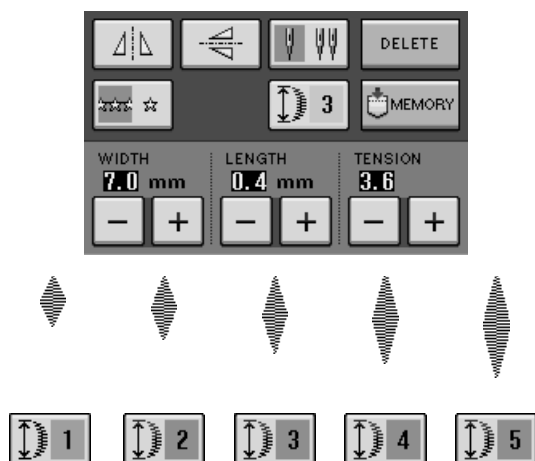 DELETE
3 MEMORY
WIDTH LENGTH TENSION
7.0 mm 0.4 mm 3.6
− + − + − +
1 2 3 4 5